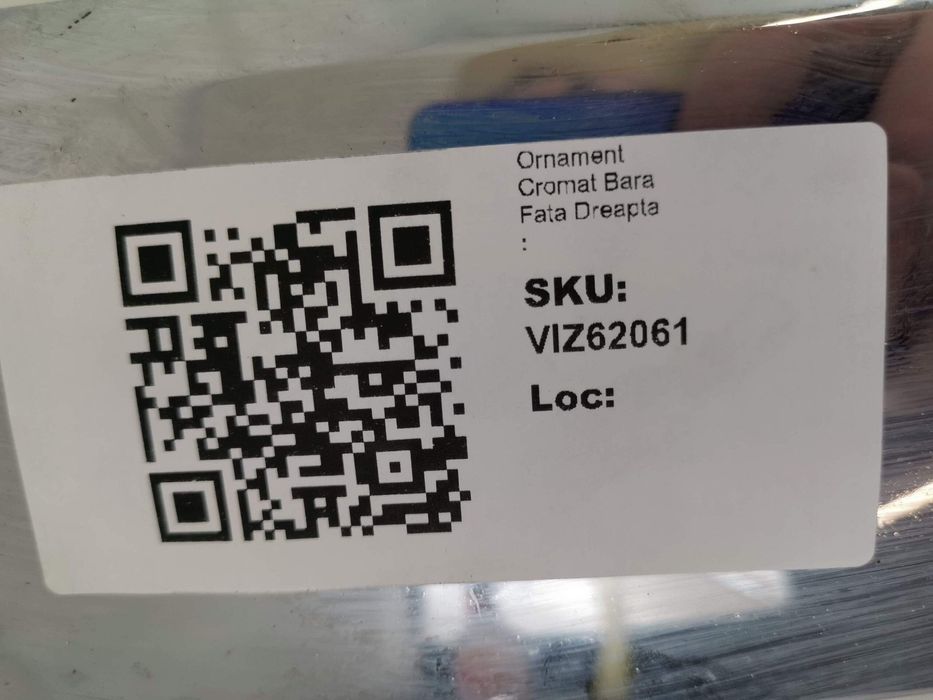 Ornament
Cromat Bara
Fata Dreapta
:
SKU:
VIZ62061
Loc: